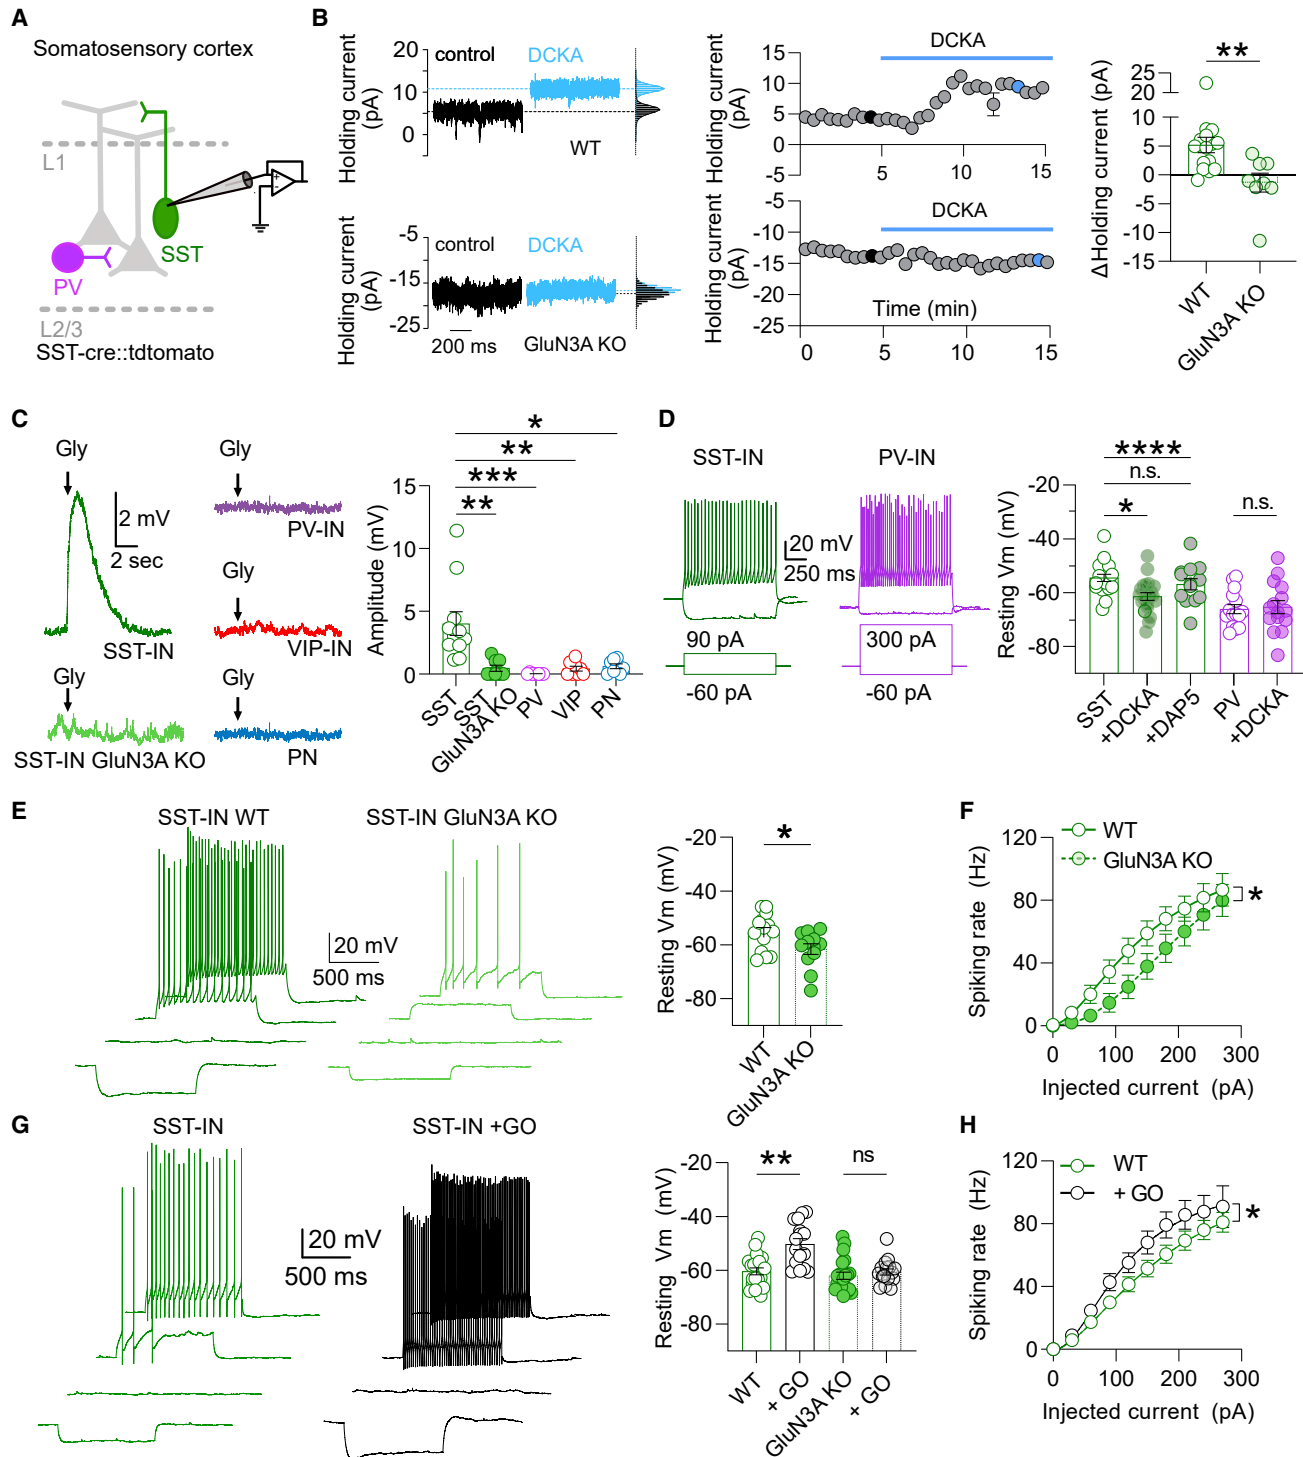 A
Somatosensory cortex
L1
SST
PV
L2/3
SST-cre::tdtomato
B
Holding current
(pA)
20
10
0
control
DCKA
WT
Holding current
(pA)
-5
-15
-25
control
DCKA
200 ms
GluN3A KO
Holding current
(pA)
15
10
5
0
-5
DCKA
5
10
15
Holding current
(pA)
-5
-10
-15
-20
-25
DCKA
Time (min)
0
5
10
15
ΔHolding current (pA)
25
20
10
5
0
-5
-10
-15
**
WT
GluN3A KO
C
Gly
2 mV
2 sec
SST-IN
Gly
PV-IN
Gly
VIP-IN
Gly
SST-IN GluN3A KO
Gly
PN
Amplitude (mV)
15
10
5
0
*
**
***
**
SST
SST
GluN3A KO
PV
VIP
PN
D
SST-IN
PV-IN
20 mV
250 ms
90 pA
-60 pA
300 pA
-60 pA
Resting Vm (mV)
-20
-40
-60
-80
****
n.s.
*
n.s.
SST
+DCKA
+DAP5
PV
+DCKA
E
SST-IN WT
SST-IN GluN3A KO
20 mV
500 ms
Resting Vm (mV)
-20
-40
-60
-80
*
WT
GluN3A KO
F
WT
GluN3A KO
Spiking rate (Hz)
120
80
40
0
*
0
100
200
300
Injected current (pA)
G
SST-IN
SST-IN +GO
20 mV
500 ms
Resting Vm (mV)
-20
-40
-60
-80
**
ns
WT
+ GO
GluN3A KO
+ GO
H
WT
+ GO
Spiking rate (Hz)
120
80
40
0
*
0
100
200
300
Injected current (pA)